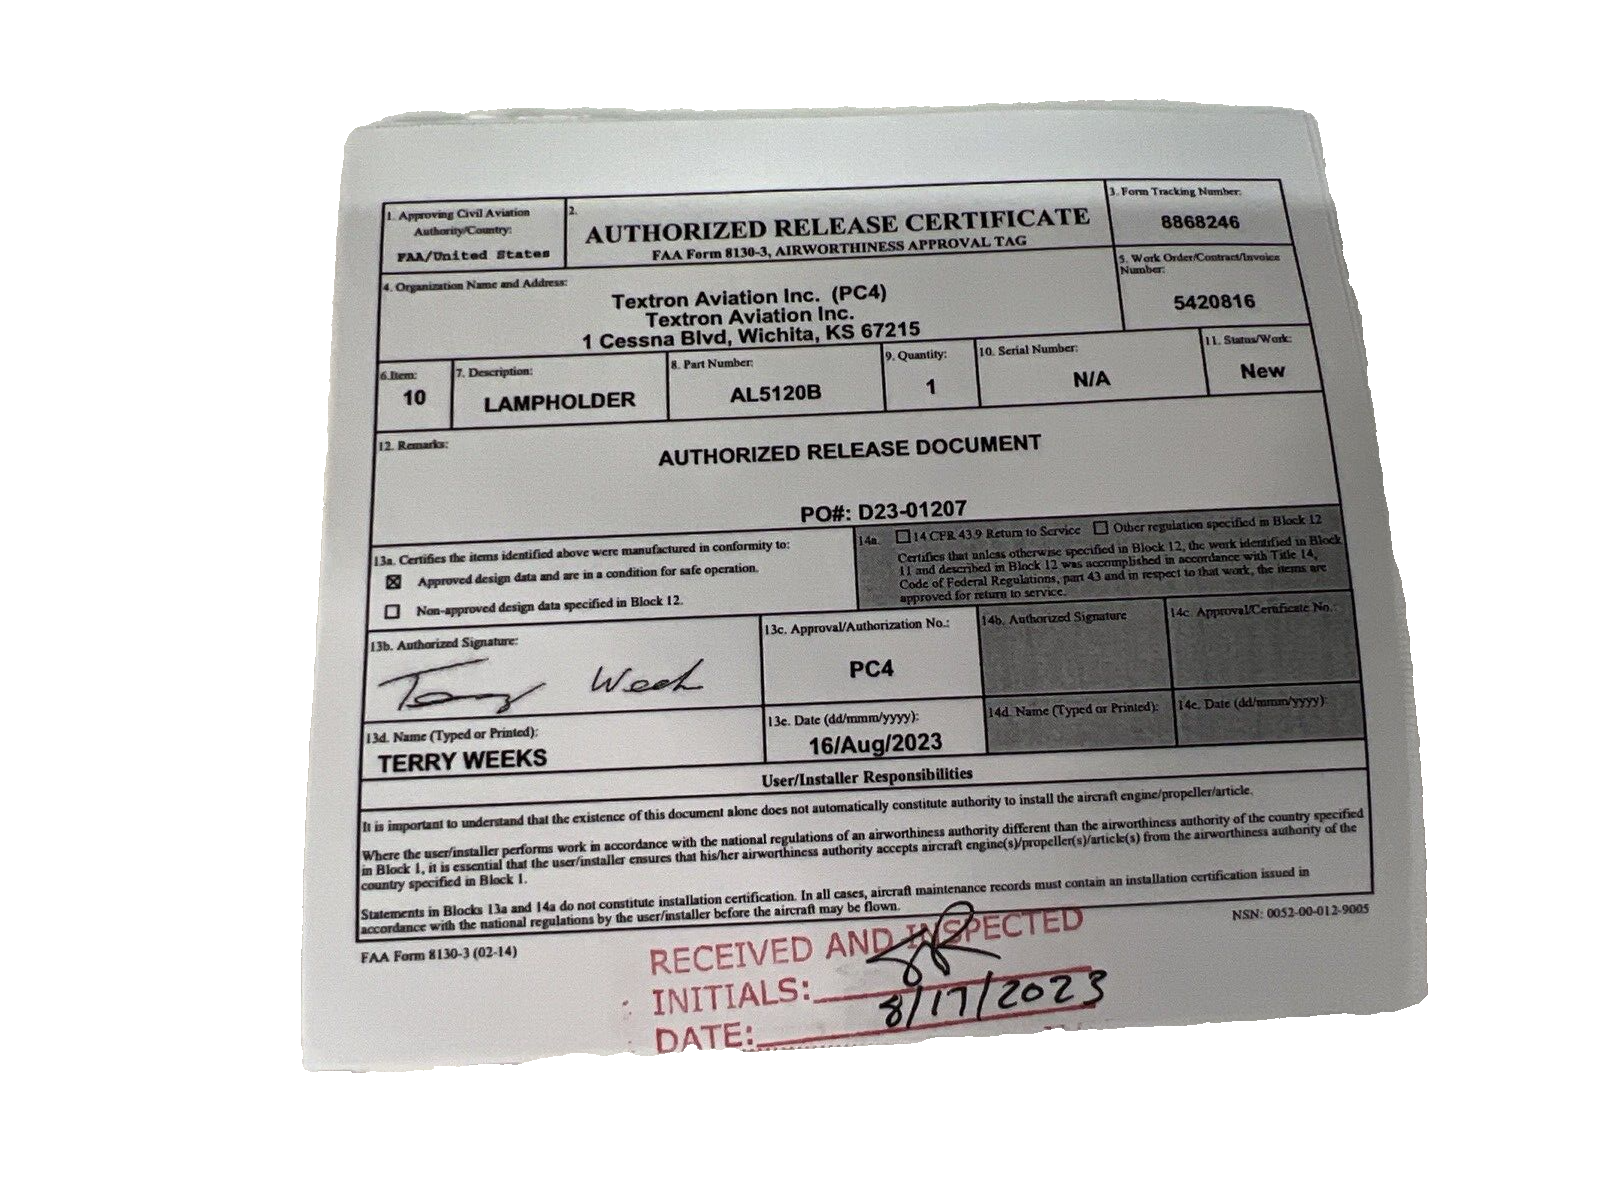 1. Approving Civil Aviation
Authority/Country:
FAA/United States
2.
AUTHORIZED RELEASE CERTIFICATE
FAA Form 8130-3, AIRWORTHINESS APPROVAL TAG
3. Form Tracking Number:
8868246
4. Organization Name and Address:
Textron Aviation Inc. (PC4)
Textron Aviation Inc.
1 Cessna Blvd, Wichita, KS 67215
5. Work Order/Contract/Invoice
Number:
5420816
6.Item:
10
7. Description:
LAMPHOLDER
8. Part Number:
AL5120B
9. Quantity:
1
10. Serial Number:
N/A
11. Status/Work:
New
12. Remarks:
AUTHORIZED RELEASE DOCUMENT
PO#: D23-01207
13a. Certifies the items identified above were manufactured in conformity to:
☒ Approved design data and are in a condition for safe operation.
☐ Non-approved design data specified in Block 12.
14a. ☐ 14 CFR 43.9 Return to Service ☐ Other regulation specified in Block 12
Certifies that unless otherwise specified in Block 12, the work identified in Block
11 and described in Block 12 was accomplished in accordance with Title 14,
Code of Federal Regulations, part 43 and in respect to that work, the items are
approved for return to service.
13b. Authorized Signature:
Terry Weeks
13c. Approval/Authorization No.:
PC4
14b. Authorized Signature
14c. Approval/Certificate No.:
13d. Name (Typed or Printed):
TERRY WEEKS
13e. Date (dd/mmm/yyyy):
16/Aug/2023
14d. Name (Typed or Printed):
14e. Date (dd/mmm/yyyy):
User/Installer Responsibilities
It is important to understand that the existence of this document alone does not automatically constitute authority to install the aircraft engine/propeller/article.
Where the user/installer performs work in accordance with the national regulations of an airworthiness authority different than the airworthiness authority of the country specified
in Block 1, it is essential that the user/installer ensures that his/her airworthiness authority accepts aircraft engine(s)/propeller(s)/article(s) from the airworthiness authority of the
country specified in Block 1.
Statements in Blocks 13a and 14a do not constitute installation certification. In all cases, aircraft maintenance records must contain an installation certification issued in
accordance with the national regulations by the user/installer before the aircraft may be flown.
FAA Form 8130-3 (02-14)
NSN: 0052-00-012-9005
RECEIVED AND INSPECTED
INITIALS:
DATE: 8/17/2023